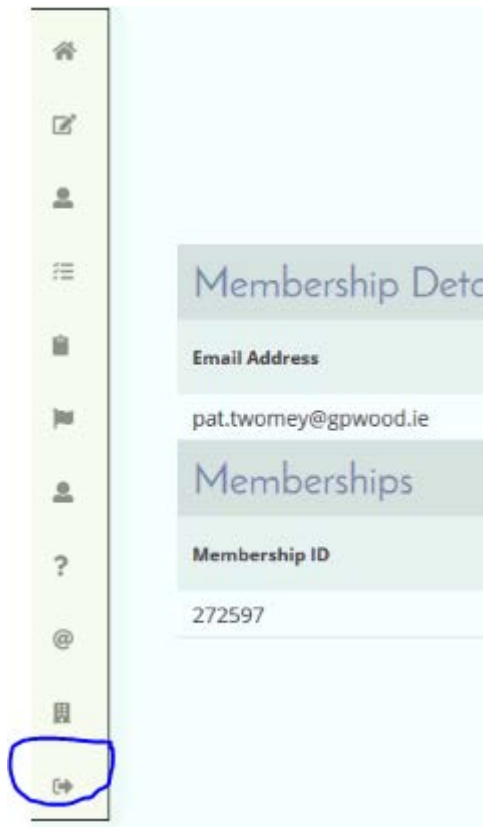 Membership Deta
Email Address
pat.twomey@gpwood.ie
Memberships
Membership ID
272597
?
@